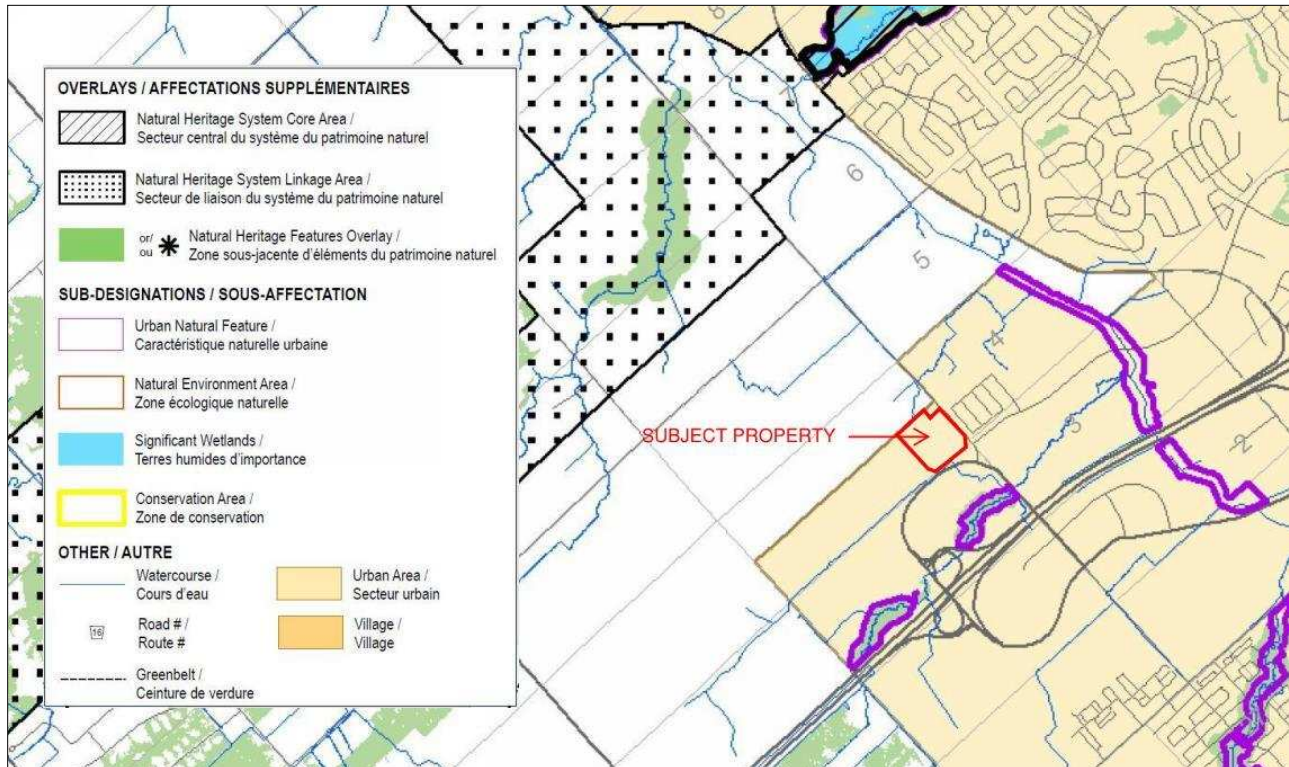 OVERLAYS / AFFECTATIONS SUPPLÉMENTAIRES
Natural Heritage System Core Area /
Secteur central du système du patrimoine naturel
Natural Heritage System Linkage Area /
Secteur de liaison du système du patrimoine naturel
or/
ou
Natural Heritage Features Overlay /
Zone sous-jacente d'éléments du patrimoine naturel
SUB-DESIGNATIONS / SOUS-AFFECTATION
Urban Natural Feature /
Caractéristique naturelle urbaine
Natural Environment Area /
Zone écologique naturelle
Significant Wetlands /
Terres humides d'importance
Conservation Area /
Zone de conservation
OTHER / AUTRE
Watercourse /
Cours d'eau
Urban Area /
Secteur urbain
16
Road # /
Route #
Village /
Village
Greenbelt /
Ceinture de verdure
8
7
6
5
4
3
2
SUBJECT PROPERTY